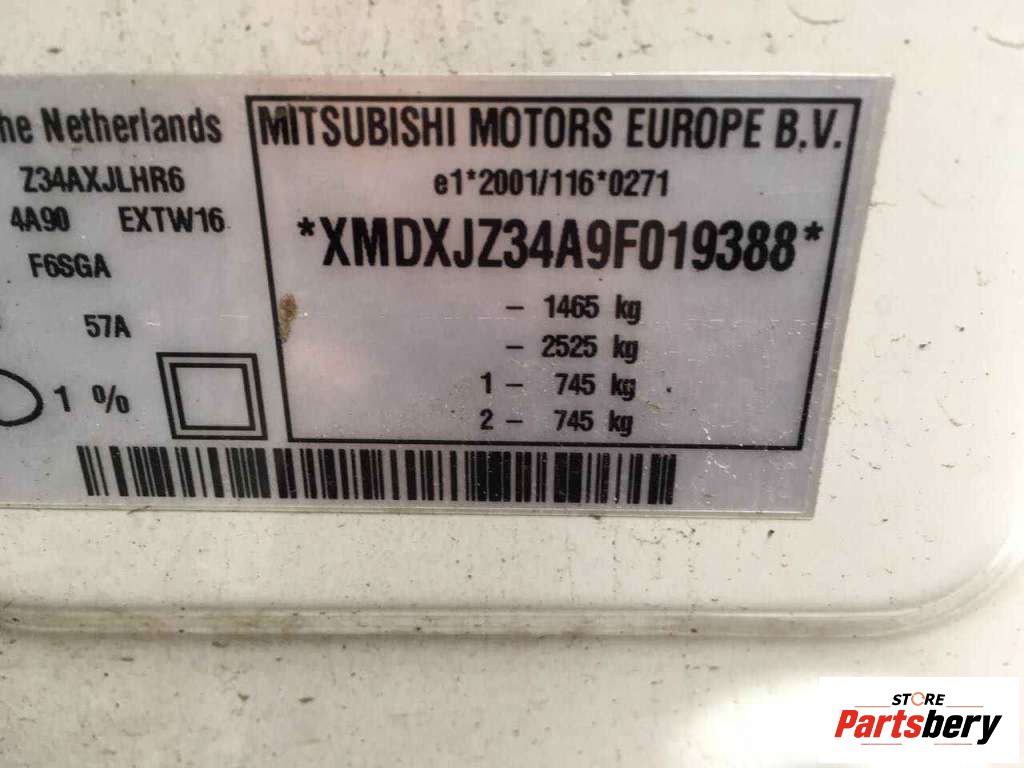 he Netherlands
Z34AXJLHR6
4A90 EXTW16
F6SGA
57A
1 %
MITSUBISHI MOTORS EUROPE B.V.
e1*2001/116*0271
*XMDXJZ34A9F019388*
– 1465 kg
– 2525 kg
1 – 745 kg
2 – 745 kg
STORE
Partsbery